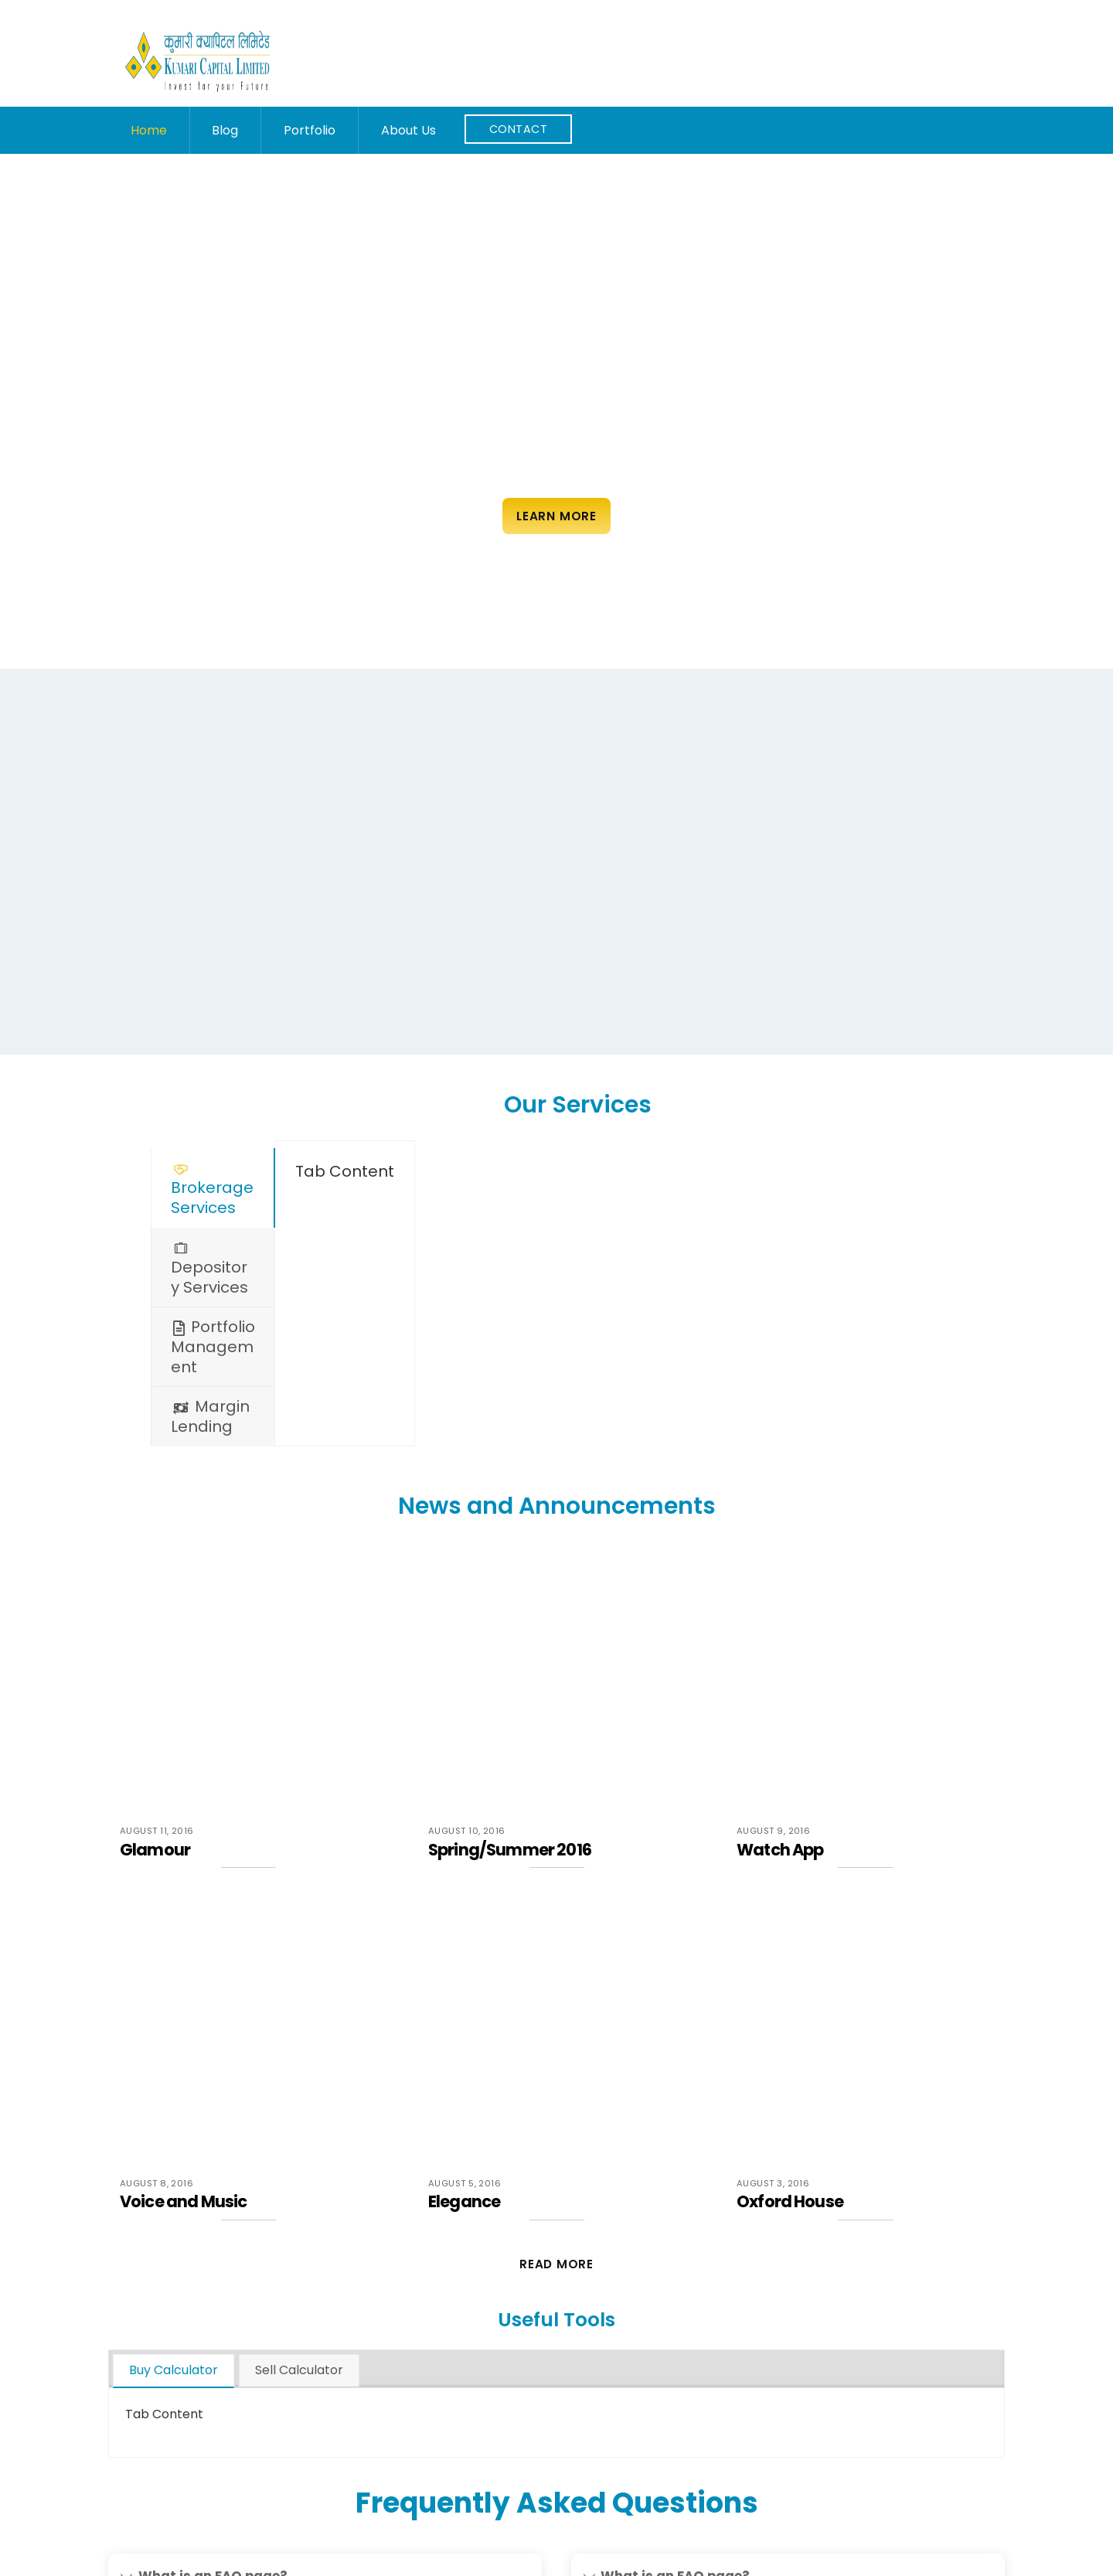 कुमारी क्यापिटल लिमिटेड
KUMARI CAPITAL LIMITED
Invest for your Future
Home
Blog
Portfolio
About Us
CONTACT
LEARN MORE
Our Services
Brokerage
Services
Tab Content
Depositor
y Services
Portfolio
Managem
ent
Margin
Lending
News and Announcements
AUGUST 11, 2016
Glamour
AUGUST 10, 2016
Spring/Summer 2016
AUGUST 9, 2016
Watch App
AUGUST 8, 2016
Voice and Music
AUGUST 5, 2016
Elegance
AUGUST 3, 2016
Oxford House
READ MORE
Useful Tools
Buy Calculator
Sell Calculator
Tab Content
Frequently Asked Questions
What is an FAQ page?
What is an FAQ page?